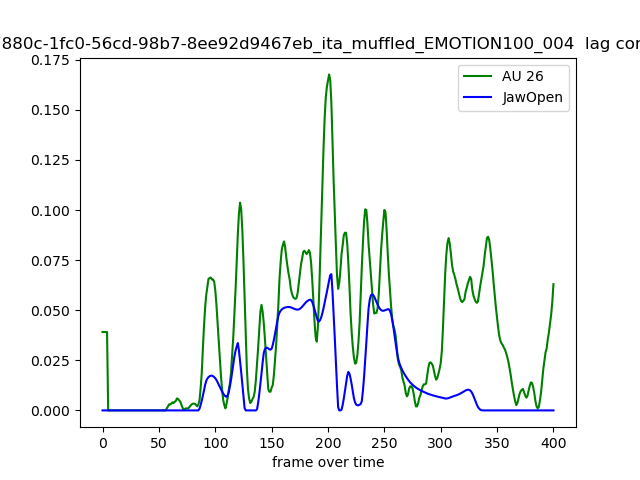 7880c-1fc0-56cd-98b7-8ee92d9467eb_ita_muffled_EMOTION100_004  lag cor
0.175
0.150
0.125
0.100
0.075
0.050
0.025
0.000
AU 26
JawOpen
0 50 100 150 200 250 300 350 400
frame over time